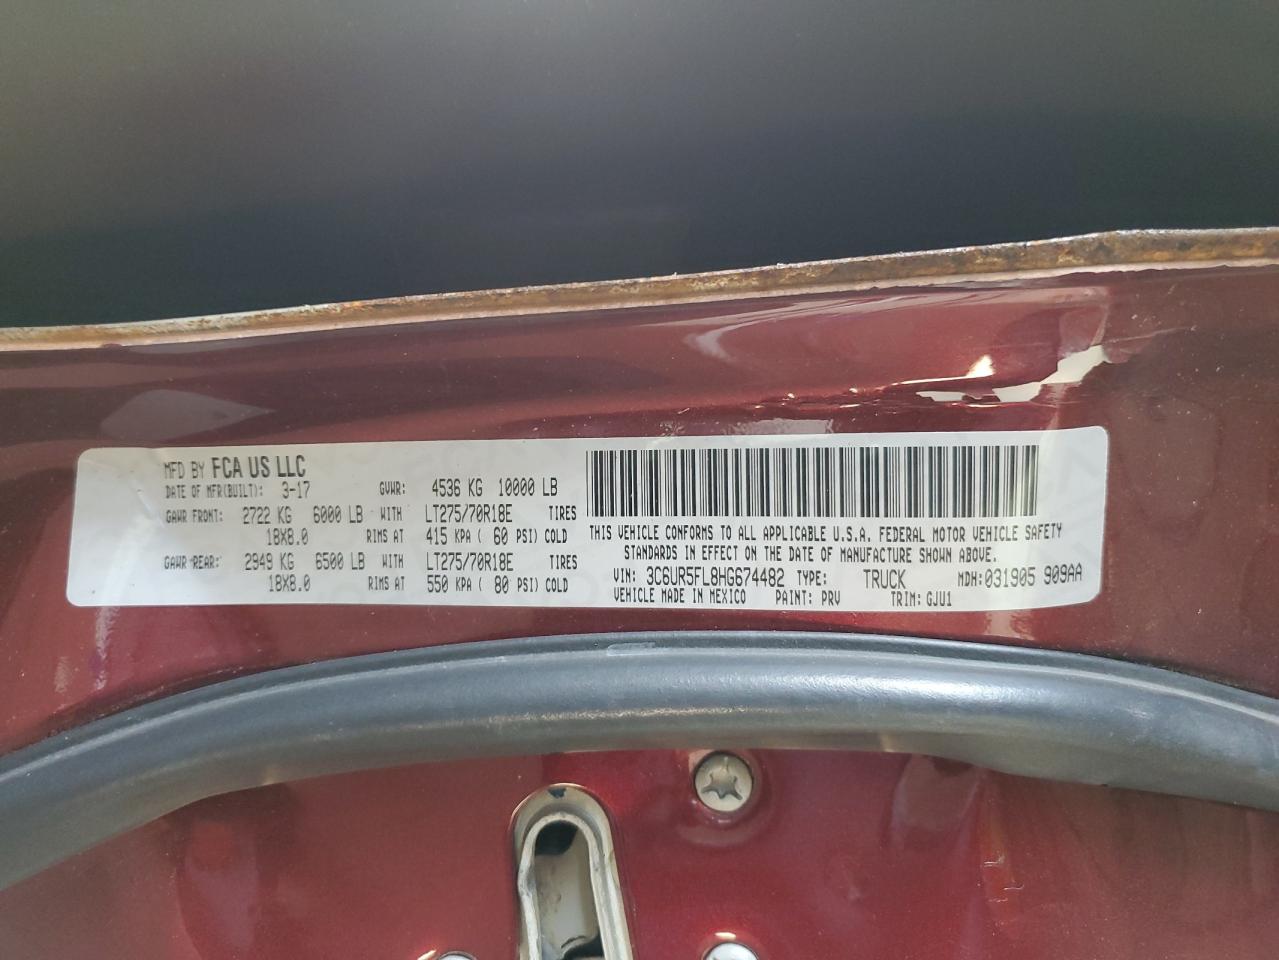 MFD BY FCA US LLC
DATE OF MFR(BUILT): 3-17 GVWR: 4536 KG 10000 LB
GAWR FRONT: 2722 KG 6000 LB WITH LT275/70R18E TIRES
18X8.0 RIMS AT 415 KPA ( 60 PSI) COLD
GAWR REAR: 2949 KG 6500 LB WITH LT275/70R18E TIRES
18X8.0 RIMS AT 550 KPA ( 80 PSI) COLD
THIS VEHICLE CONFORMS TO ALL APPLICABLE U.S.A. FEDERAL MOTOR VEHICLE SAFETY
STANDARDS IN EFFECT ON THE DATE OF MANUFACTURE SHOWN ABOVE.
VIN: 3C6UR5FL8HG674482 TYPE: TRUCK MDH: 031905 909AA
VEHICLE MADE IN MEXICO PAINT: PRV TRIM: GJU1